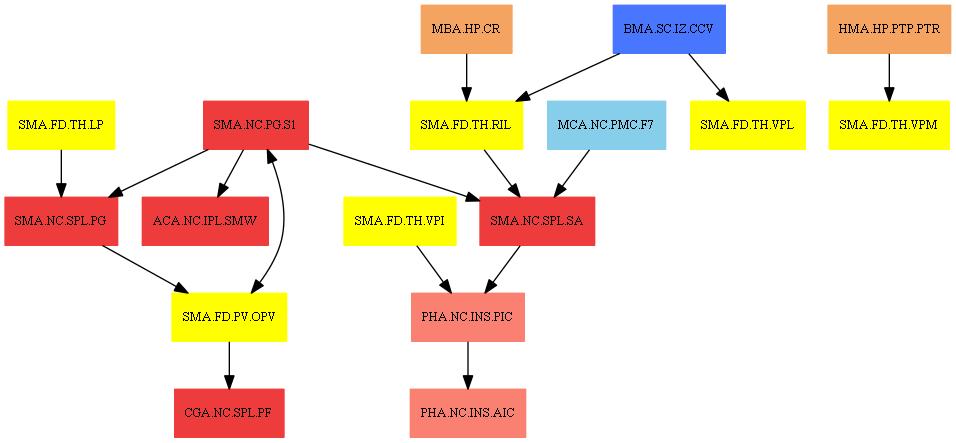 MBA.HP.CR
BMA.SC.IZ.CCV
HMA.HP.PTP.PTR
SMA.FD.TH.LP
SMA.NC.PG.S1
SMA.FD.TH.RIL
MCA.NC.PMC.F7
SMA.FD.TH.VPL
SMA.FD.TH.VPM
SMA.NC.SPL.PG
ACA.NC.IPL.SMW
SMA.FD.TH.VPI
SMA.NC.SPL.SA
SMA.FD.PV.OPV
PHA.NC.INS.PIC
CGA.NC.SPL.PF
PHA.NC.INS.AIC